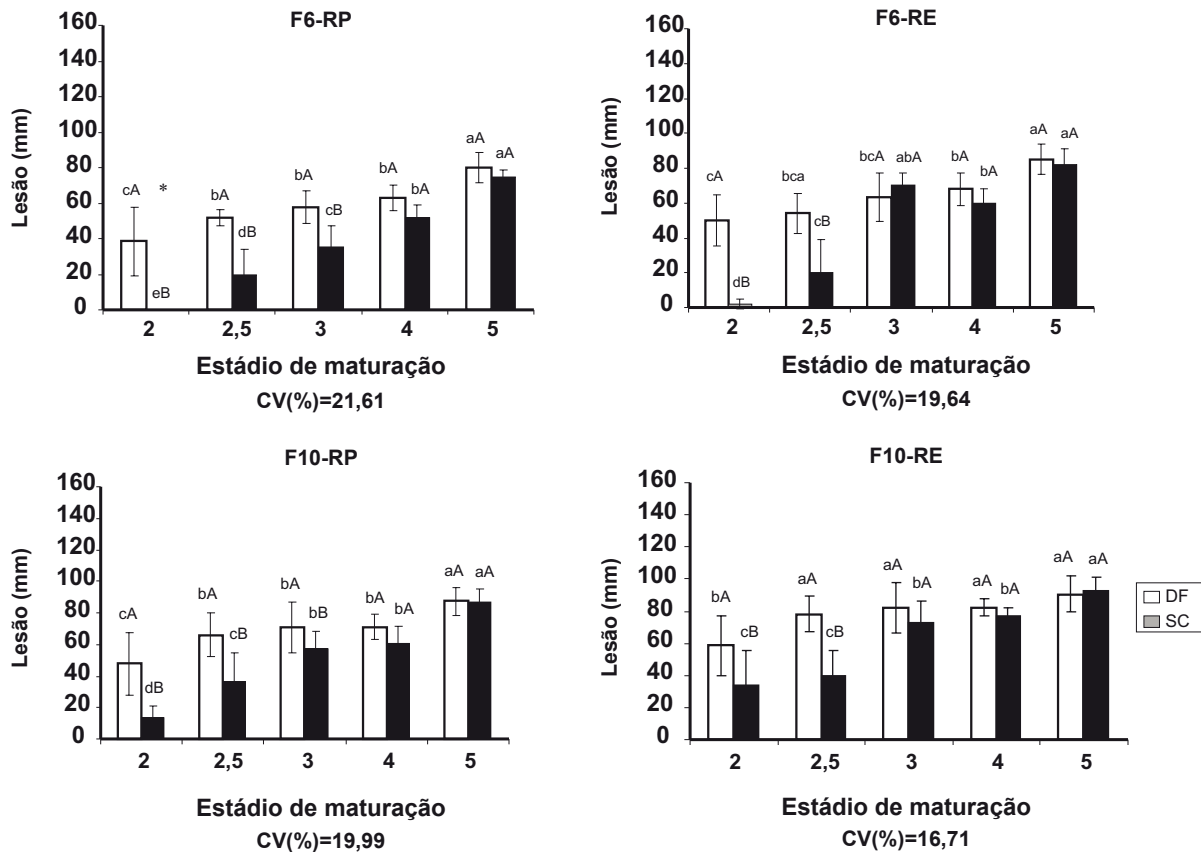 F6-RP
160
140
120
100
80
60
40
20
0
Lesão (mm)
cA * bA bA bA aA aA
eB dB cB bA
2 2,5 3 4 5
Estádio de maturação
CV(%)=21,61
F6-RE
160
140
120
100
80
60
40
20
0
Lesão (mm)
cA bca bcA abA bA bA aA aA
dB cB
2 2,5 3 4 5
Estádio de maturação
CV(%)=19,64
F10-RP
160
140
120
100
80
60
40
20
0
Lesão (mm)
cA bA bA bA bA aA aA
dB cB bB
2 2,5 3 4 5
Estádio de maturação
CV(%)=19,99
F10-RE
160
140
120
100
80
60
40
20
0
Lesão (mm)
bA aA aA bA aA bA aA aA
cB cB
2 2,5 3 4 5
Estádio de maturação
CV(%)=16,71
DF
SC